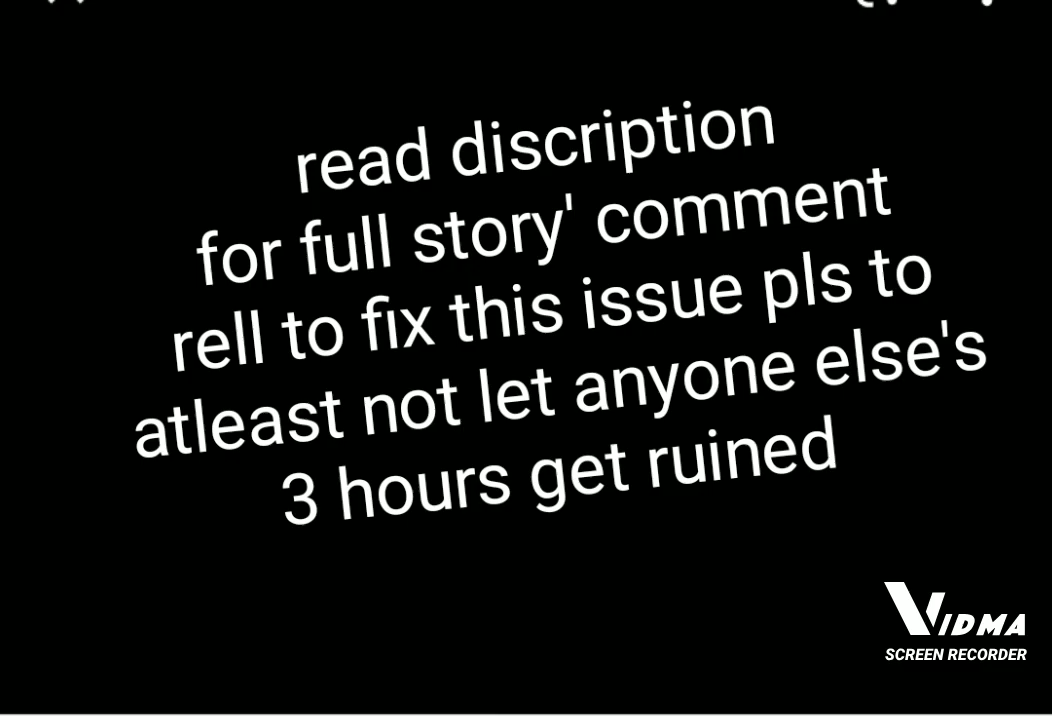 read discription
for full story' comment
rell to fix this issue pls to
atleast not let anyone else's
3 hours get ruined
VIDMA
SCREEN RECORDER